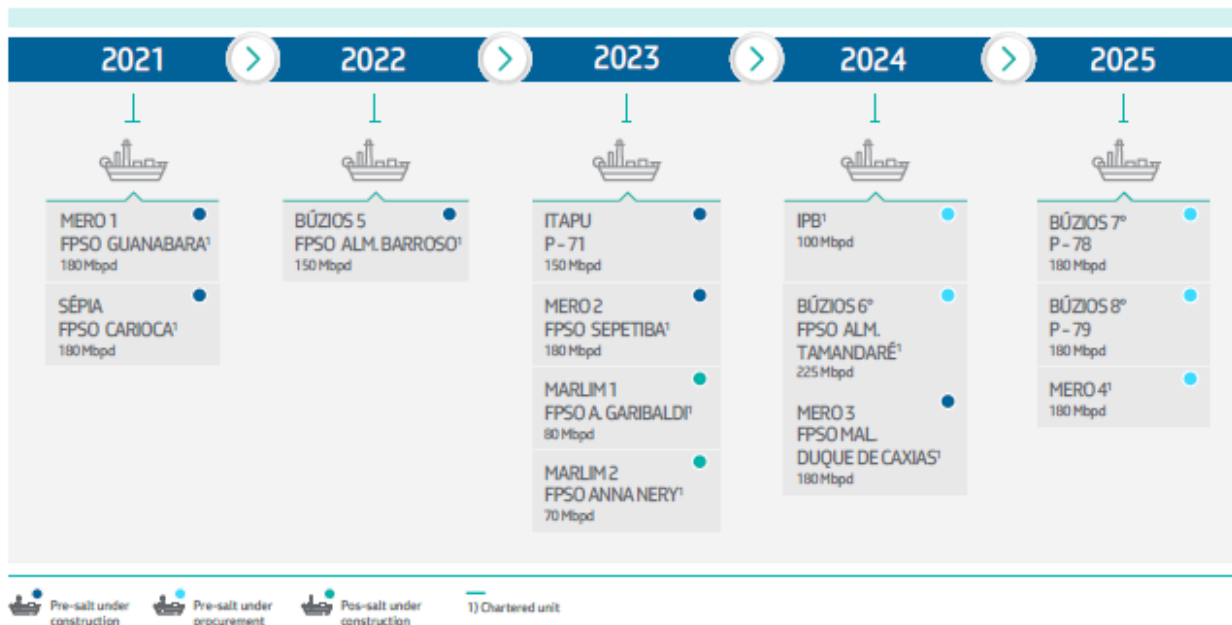 2021
2022
2023
2024
2025
MERO 1
FPSO GUANABARA¹
180 Mbpd
SÉPIA
FPSO CARIOCA¹
180 Mbpd
BÚZIOS 5
FPSO ALM. BARROSO¹
150 Mbpd
ITAPU
P-71
150 Mbpd
MERO 2
FPSO SEPETIBA¹
180 Mbpd
MARLIM 1
FPSO A. GARIBALDI¹
80 Mbpd
MARLIM 2
FPSO ANNA NERY¹
70 Mbpd
IPB¹
100 Mbpd
BÚZIOS 6°
FPSO ALM.
TAMANDARÉ¹
225 Mbpd
MERO 3
FPSO MAL.
DUQUE DE CAXIAS¹
180 Mbpd
BÚZIOS 7°
P-78
180 Mbpd
BÚZIOS 8°
P-79
180 Mbpd
MERO 4¹
180 Mbpd
Pre-salt under
construction
Pre-salt under
procurement
Pos-salt under
construction
1) Chartered unit